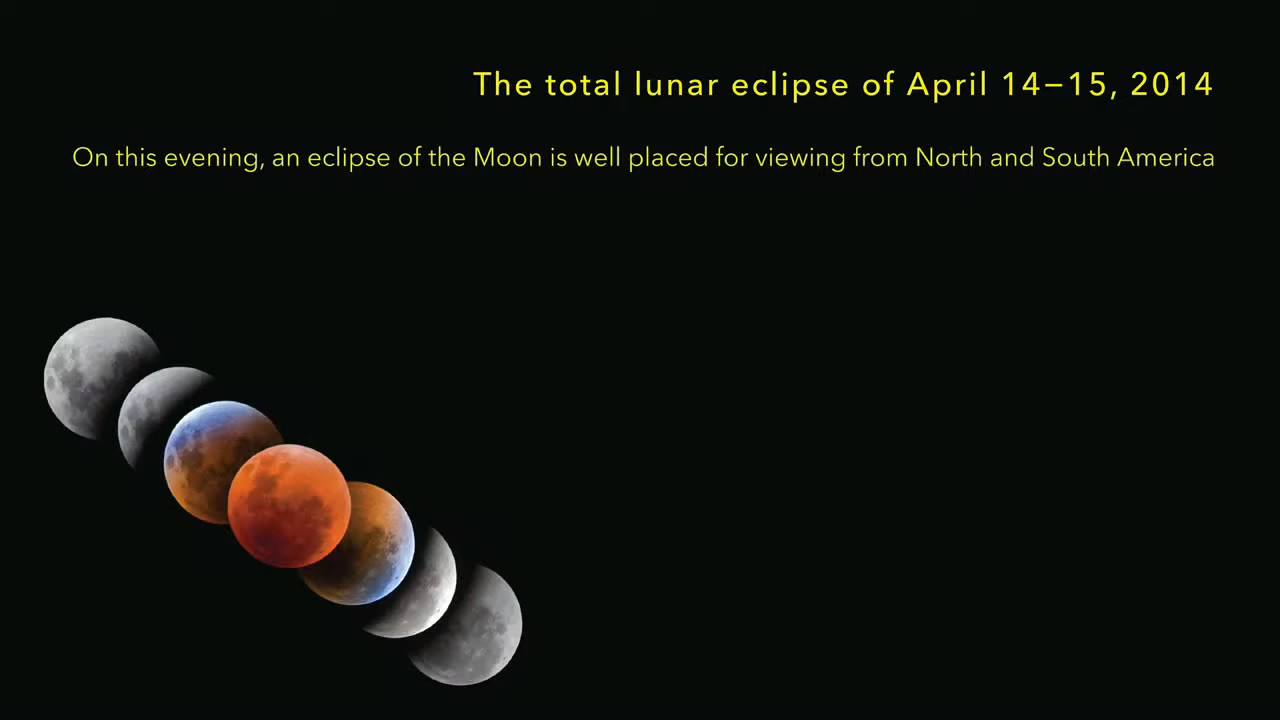 The total lunar eclipse of April 14–15, 2014
On this evening, an eclipse of the Moon is well placed for viewing from North and South America